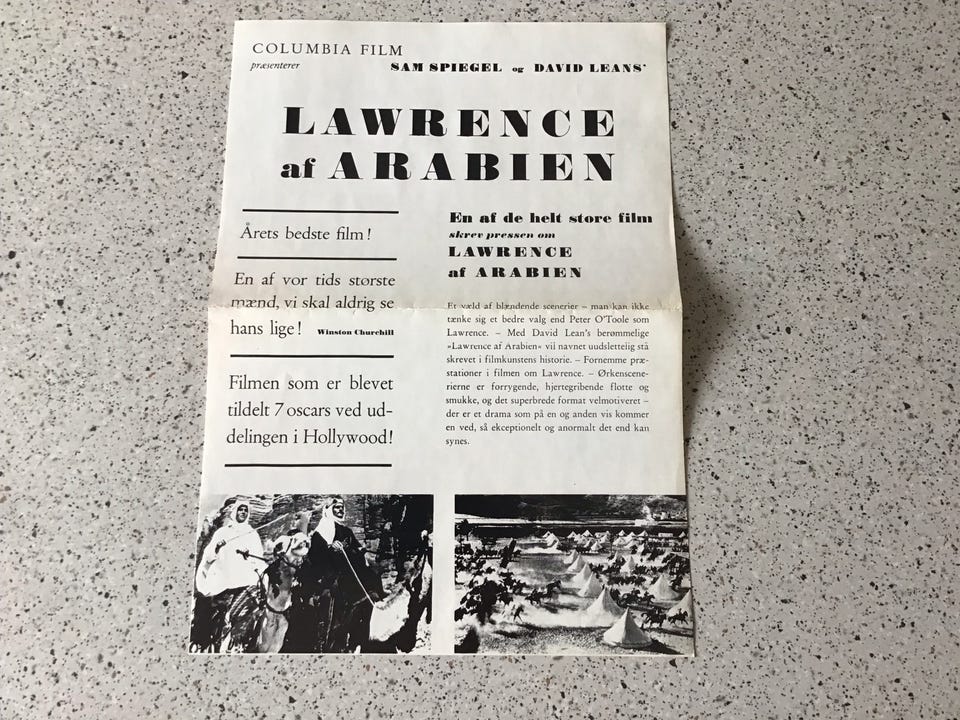 COLUMBIA FILM
præsenterer
SAM SPIEGEL og DAVID LEANS'
LAWRENCE
af ARABIEN
Årets bedste film!
En af vor tids største
mænd, vi skal aldrig se
hans lige! Winston Churchill
Filmen som er blevet
tildelt 7 oscars ved ud-
delingen i Hollywood!
En af de helt store film
skrev pressen om
LAWRENCE
af ARABIEN
Et væld af blændende scenerier – man kan ikke
tænke sig et bedre valg end Peter O'Toole som
Lawrence. – Med David Lean's berømmelige
»Lawrence af Arabien« vil navnet uudslettelig stå
skrevet i filmkunstens historie. – Fornemme præ-
stationer i filmen om Lawrence. – Ørkenscene-
rierne er forrygende, hjertegribende flotte og
smukke, og det superbrede format velmotiveret –
der er et drama som på en og anden vis kommer
en ved, så ekceptionelt og anormalt det end kan
synes.